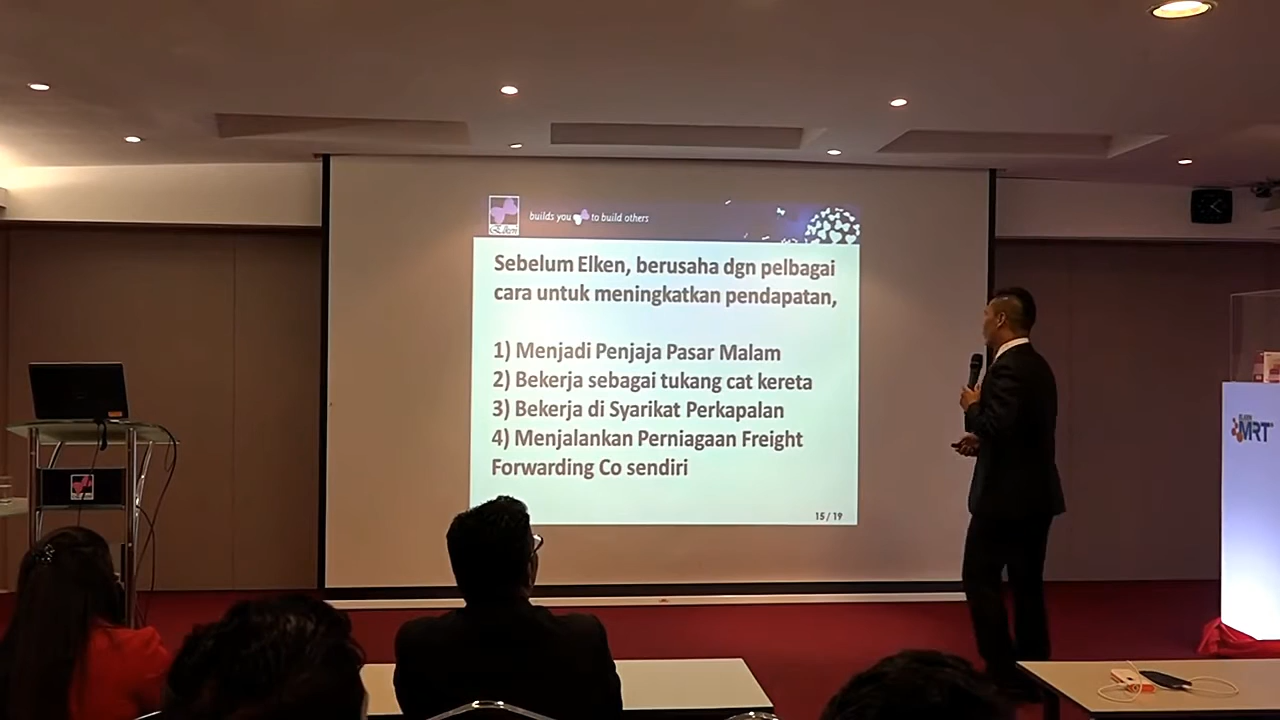 Elken
builds you to build others
Sebelum Elken, berusaha dgn pelbagai
cara untuk meningkatkan pendapatan,
1) Menjadi Penjaja Pasar Malam
2) Bekerja sebagai tukang cat kereta
3) Bekerja di Syarikat Perkapalan
4) Menjalankan Perniagaan Freight
Forwarding Co sendiri
15 / 19
ELKEN
MRT